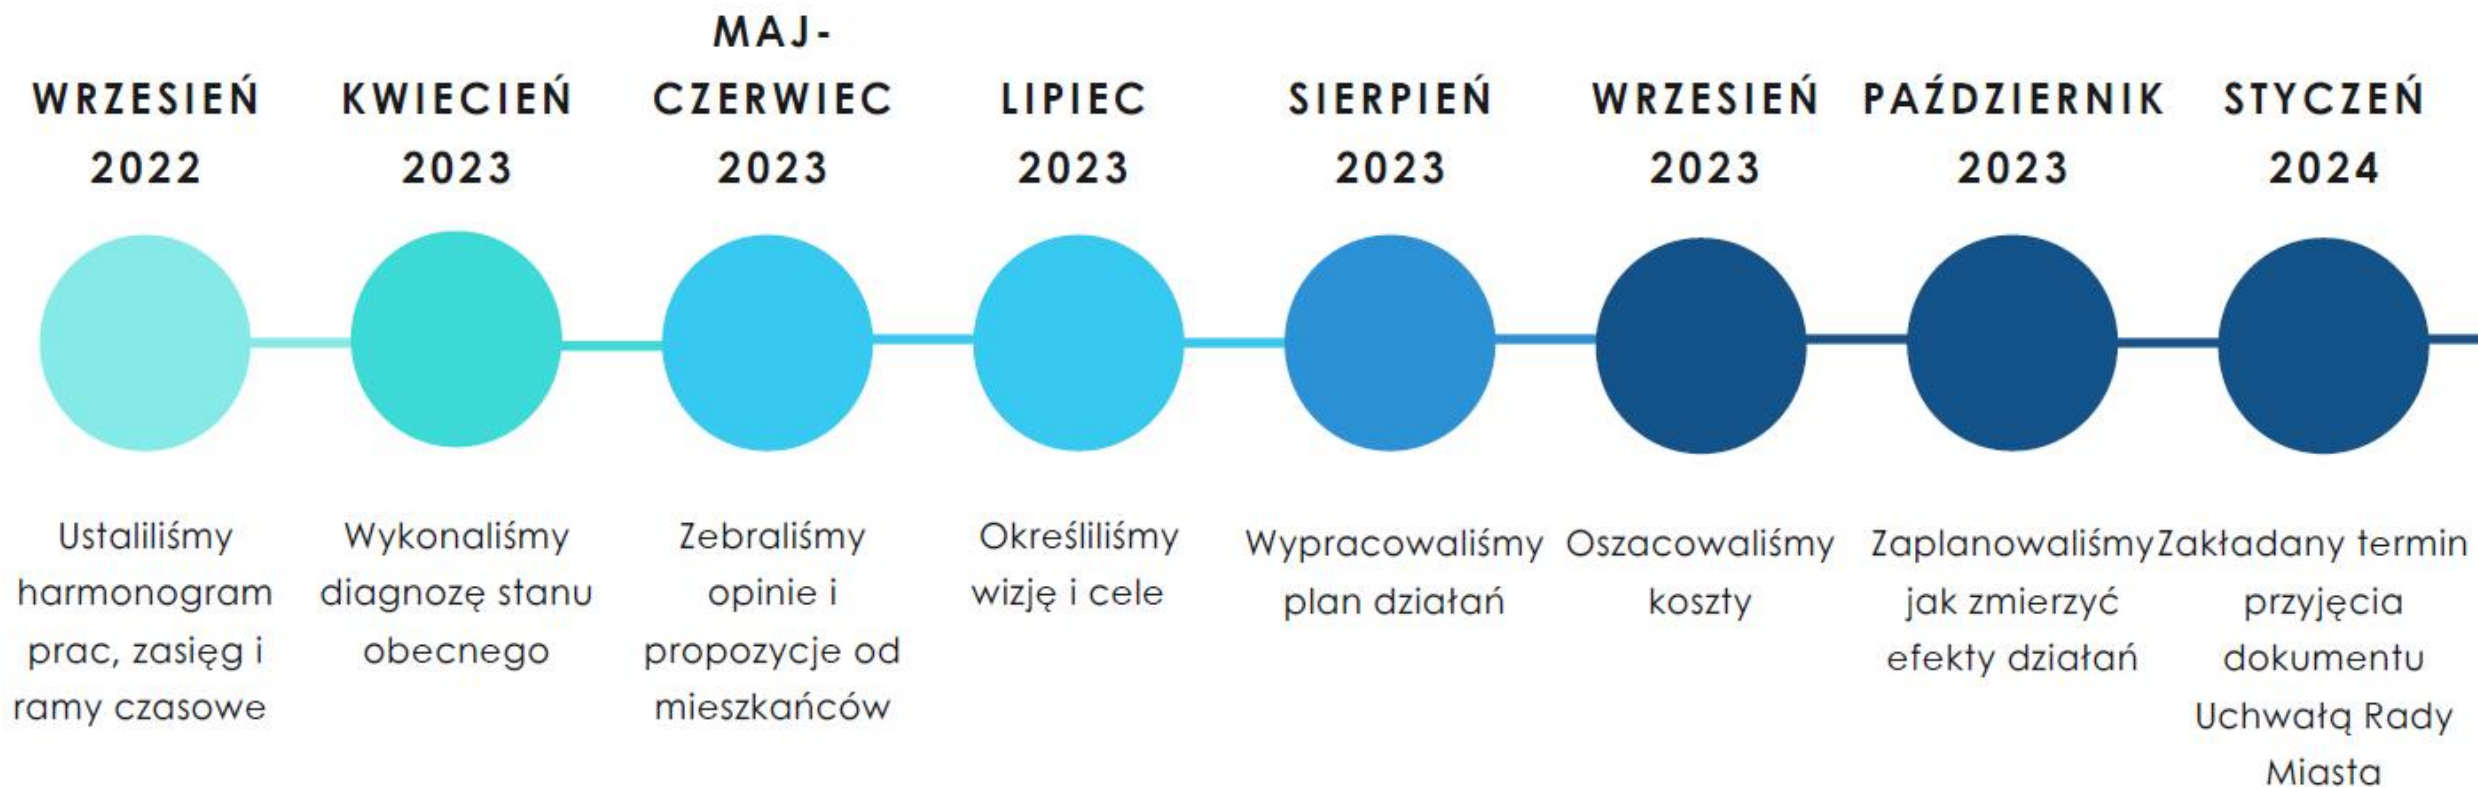 WRZESIEŃ
2022
Ustaliliśmy
harmonogram
prac, zasięg i
ramy czasowe
KWIECIEŃ
2023
Wykonaliśmy
diagnozę stanu
obecnego
MAJ-
CZERWIEC
2023
Zebraliśmy
opinie i
propozycje od
mieszkańców
LIPIEC
2023
Określiliśmy
wizję i cele
SIERPIEŃ
2023
Wypracowaliśmy
plan działań
WRZESIEŃ
2023
Oszacowaliśmy
koszty
PAŹDZIERNIK
2023
Zaplanowaliśmy
jak zmierzyć
efekty działań
STYCZEŃ
2024
Zakładany termin
przyjęcia
dokumentu
Uchwałą Rady
Miasta